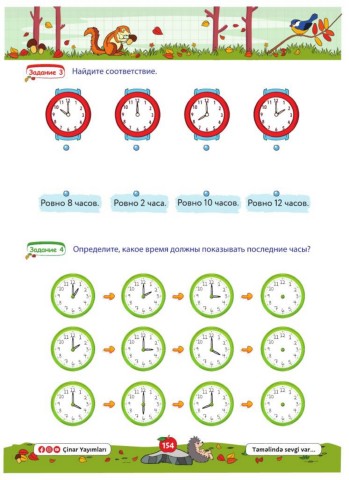 Задание 3 Найдите соответствие.
Ровно 8 часов. Ровно 2 часа. Ровно 10 часов. Ровно 12 часов.
Задание 4 Определите, какое время должны показывать последние часы?
Çinar Yayımları 154 Təməlində sevgi var...